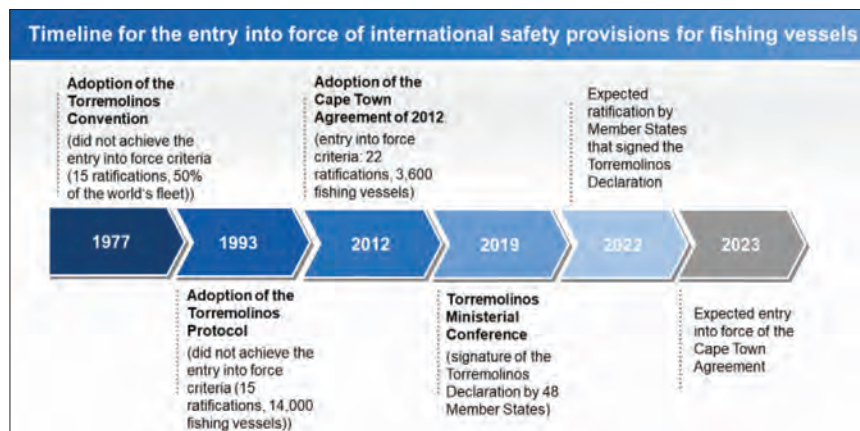 Timeline for the entry into force of international safety provisions for fishing vessels
Adoption of the
Torremolinos
Convention
(did not achieve the
entry into force criteria
(15 ratifications, 50%
of the world's fleet))
Adoption of the
Cape Town
Agreement of 2012
(entry into force
criteria: 22
ratifications, 3,600
fishing vessels)
Expected
ratification by
Member States
that signed the
Torremolinos
Declaration
1977
1993
2012
2019
2022
2023
Adoption of the
Torremolinos
Protocol
(did not achieve the
entry into force
criteria (15
ratifications, 14,000
fishing vessels))
Torremolinos
Ministerial
Conference
(signature of the
Torremolinos
Declaration by 48
Member States)
Expected entry
into force of the
Cape Town
Agreement